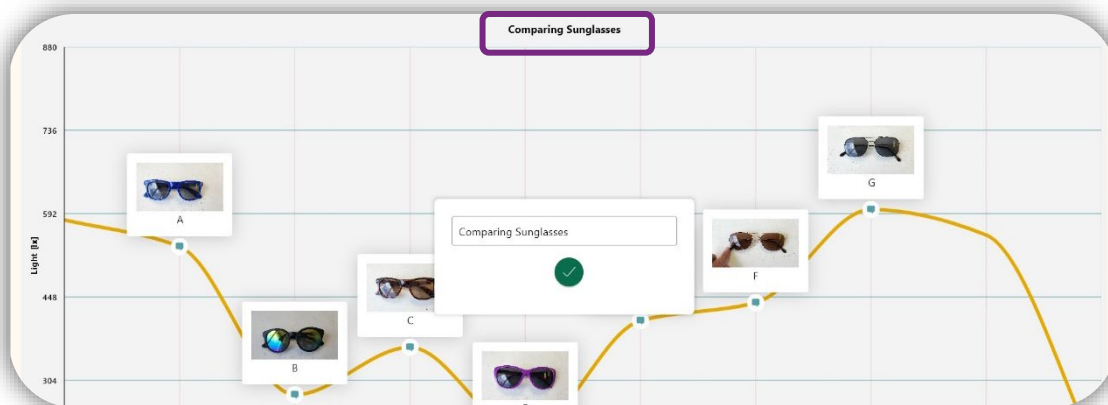 Comparing Sunglasses
880
736
592
448
304
Light [lx]
A
B
C
Comparing Sunglasses
F
G